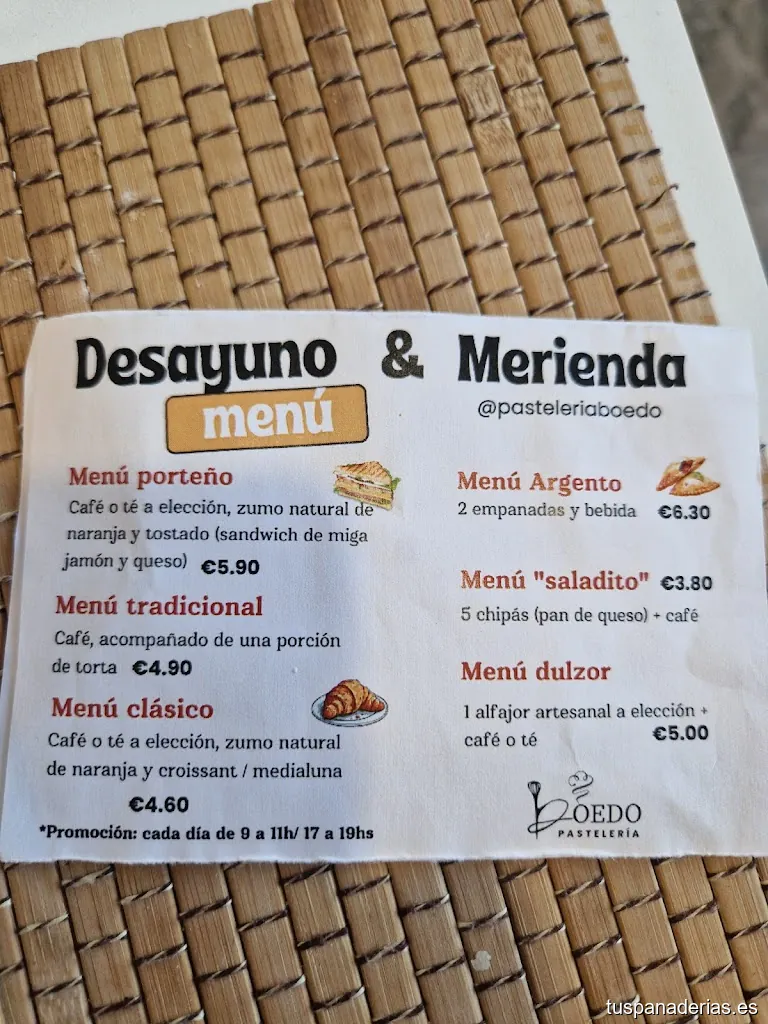 Desayuno & Merienda
menú
@pasteleriaboedo
Menú porteño
Café o té a elección, zumo natural de
naranja y tostado (sandwich de miga
jamón y queso) €5.90
Menú tradicional
Café, acompañado de una porción
de torta €4.90
Menú clásico
Café o té a elección, zumo natural
de naranja y croissant / medialuna
€4.60
*Promoción: cada día de 9 a 11h/ 17 a 19hs
Menú Argento
2 empanadas y bebida €6.30
Menú "saladito" €3.80
5 chipás (pan de queso) + café
Menú dulzor
1 alfajor artesanal a elección +
café o té €5.00
BOEDO
PASTELERÍA
tuspanaderias.es